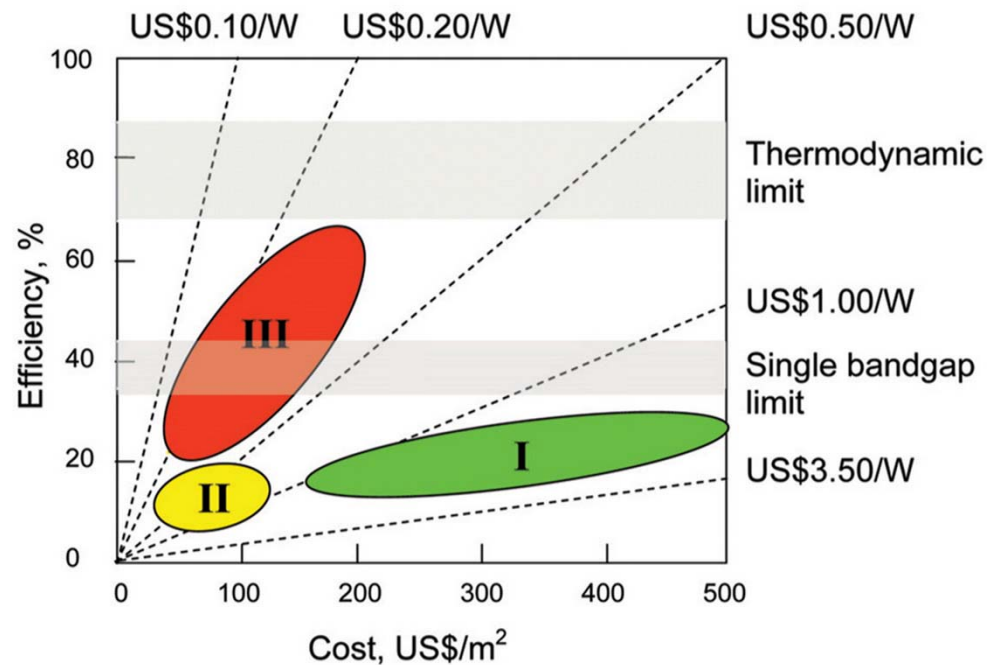 US$0.10/W US$0.20/W US$0.50/W
100
80
60
40
20
0
Efficiency, %
Thermodynamic
limit
US$1.00/W
Single bandgap
limit
US$3.50/W
III
II
I
0 100 200 300 400 500
Cost, US$/m²